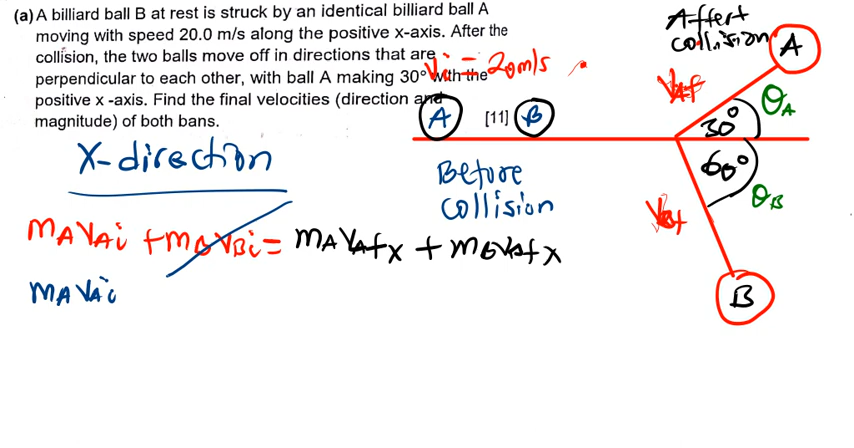 (a) A billiard ball B at rest is struck by an identical billiard ball A
moving with speed 20.0 m/s along the positive x-axis. After the
collision, the two balls move off in directions that are
perpendicular to each other, with ball A making 30° with the
positive x -axis. Find the final velocities (direction and
magnitude) of both bans.
[11]
Vi = 20m/s
A
B
Before
collision
Affert
collision
A
VAf
30°
θA
60°
θB
VBf
B
X-direction
mAVAi + mBVBi = mAVAfx + mBVBfx
mAVAi